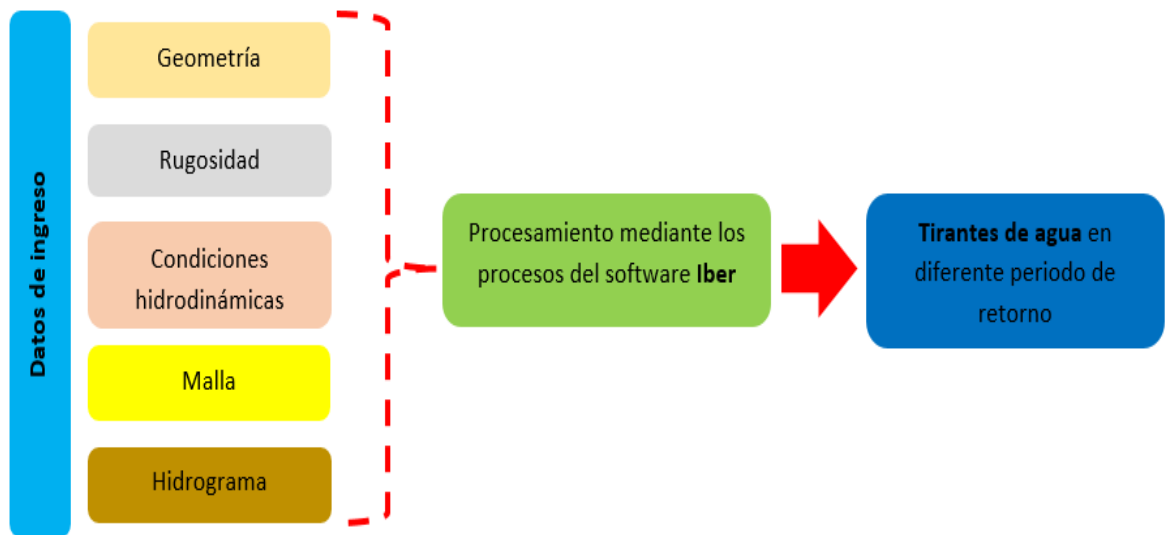 Datos de ingreso
Geometría
Rugosidad
Condiciones
hidrodinámicas
Malla
Hidrograma
Procesamiento mediante los
procesos del software Iber
Tirantes de agua en
diferente periodo de
retorno